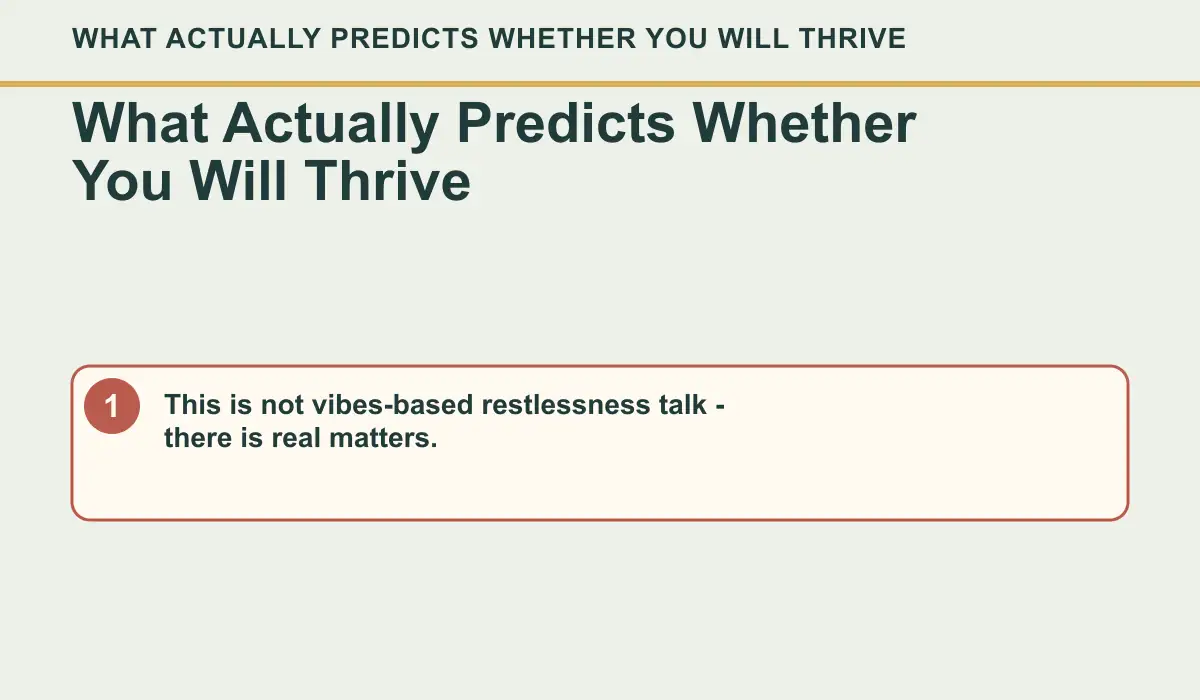 WHAT ACTUALLY PREDICTS WHETHER YOU WILL THRIVE
What Actually Predicts Whether
You Will Thrive
1
This is not vibes-based restlessness talk -
there is real matters.